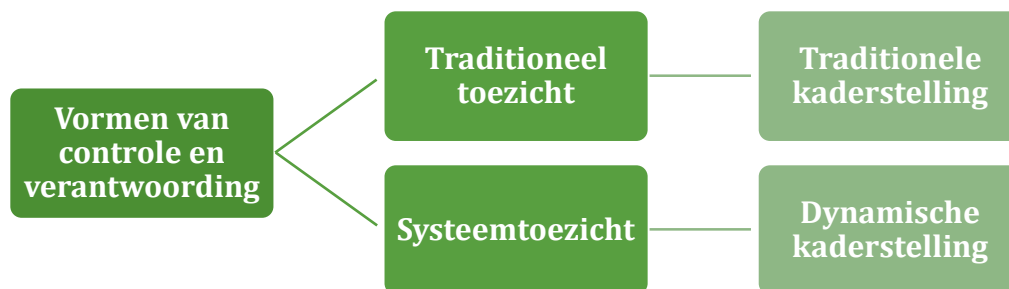 Vormen van
controle en
verantwoording
Traditioneel
toezicht
Traditionele
kaderstelling
Systeemtoezicht
Dynamische
kaderstelling